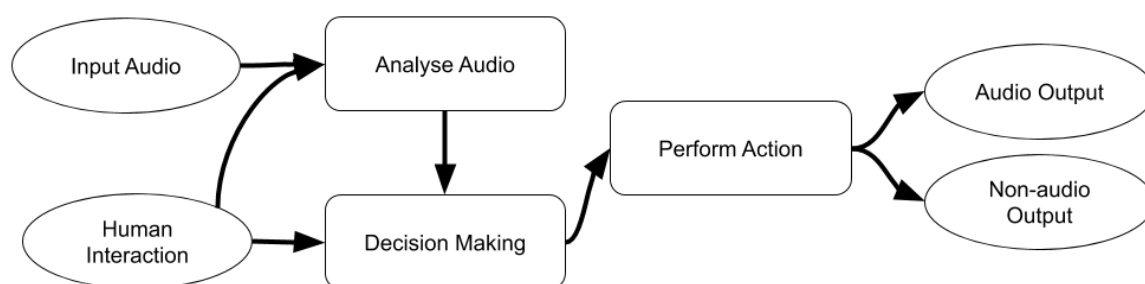 Input Audio
Analyse Audio
Perform Action
Audio Output
Human
Interaction
Decision Making
Non-audio
Output